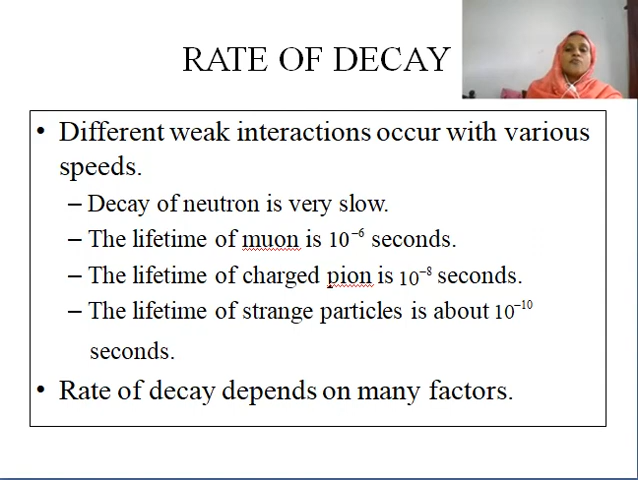 RATE OF DECAY
• Different weak interactions occur with various
speeds.
– Decay of neutron is very slow.
– The lifetime of muon is 10⁻⁶ seconds.
– The lifetime of charged pion is 10⁻⁸ seconds.
– The lifetime of strange particles is about 10⁻¹⁰
seconds.
• Rate of decay depends on many factors.